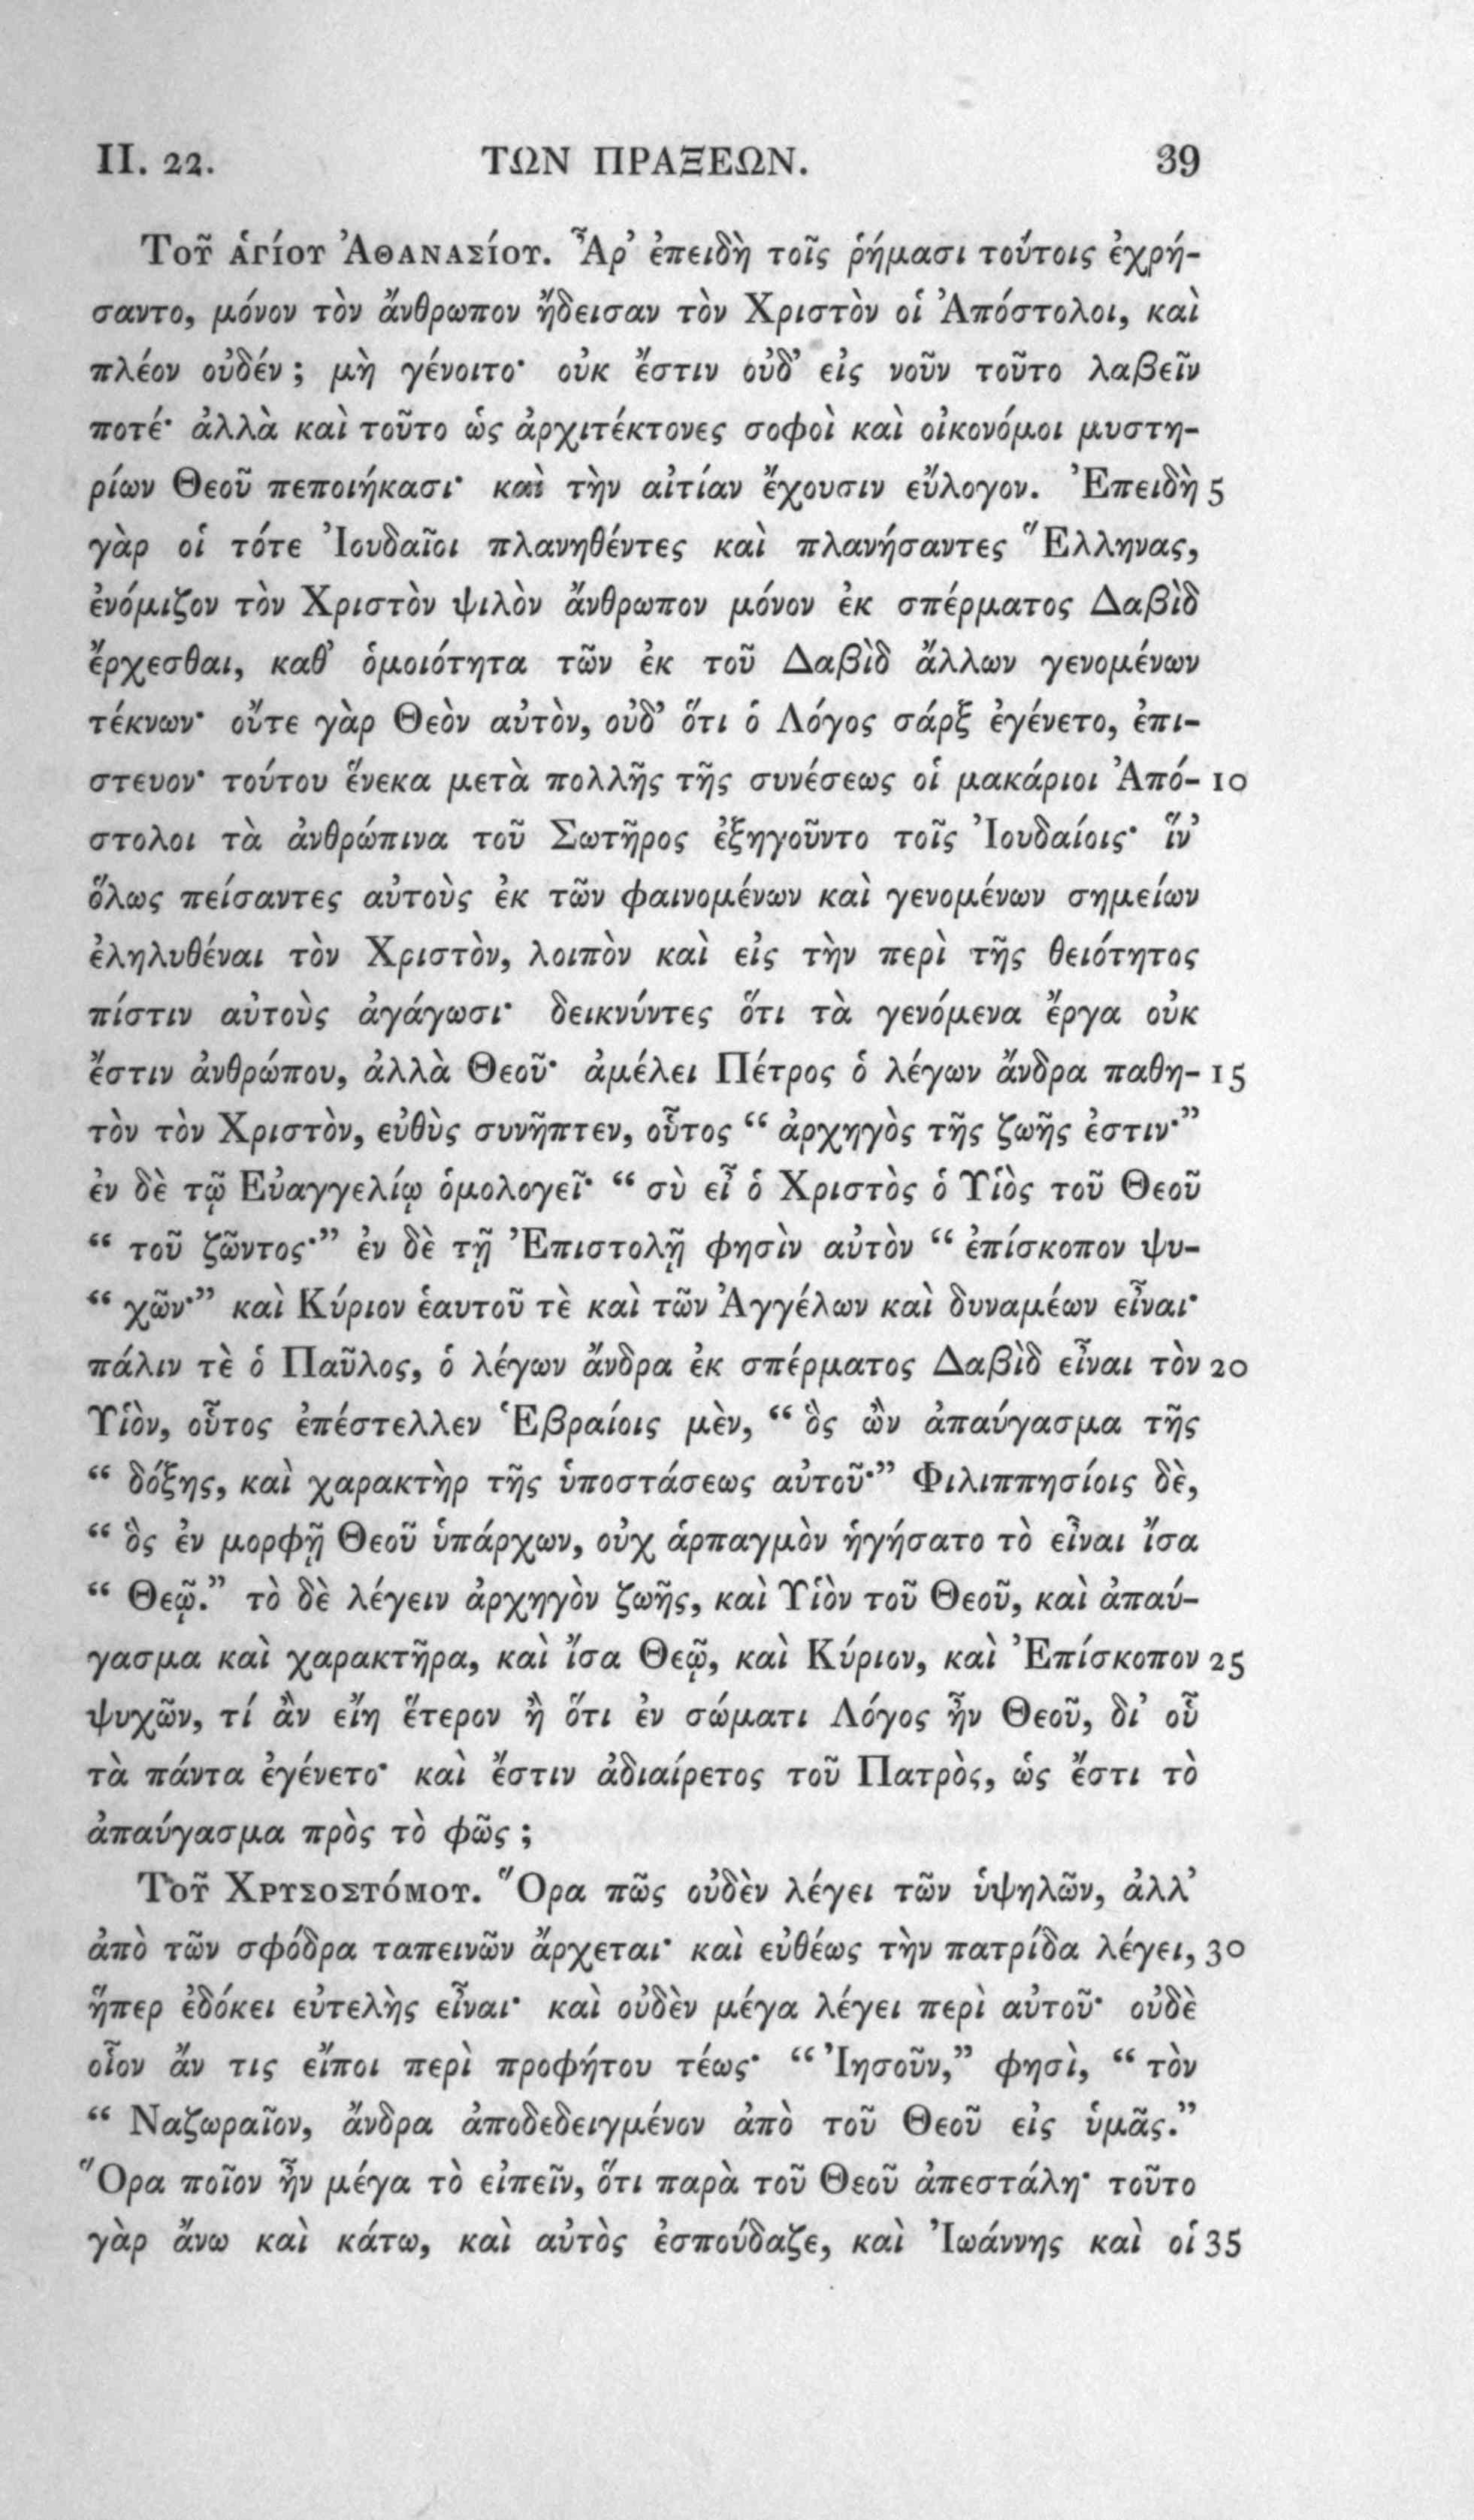 II. 22. ΤΩΝ ΠΡΑΞΕΩΝ. 39
Τοῦ ἁγίου Ἀθανασίου. Ἆρ’ ἐπειδὴ τοῖς ῥήμασι τούτοις ἐχρή-
σαντο, μόνον τὸν ἄνθρωπον ᾔδεισαν τὸν Χριστὸν οἱ Ἀπόστολοι, καὶ
πλέον οὐδέν; μὴ γένοιτο· οὐκ ἔστιν οὐδ’ εἰς νοῦν τοῦτο λαβεῖν
ποτέ· ἀλλὰ καὶ τοῦτο ὡς ἀρχιτέκτονες σοφοὶ καὶ οἰκονόμοι μυστη-
ρίων Θεοῦ πεποιήκασι· καὶ τὴν αἰτίαν ἔχουσιν εὔλογον. Ἐπειδὴ 5
γὰρ οἱ τότε Ἰουδαῖοι πλανηθέντες καὶ πλανήσαντες Ἕλληνας,
ἐνόμιζον τὸν Χριστὸν ψιλὸν ἄνθρωπον μόνον ἐκ σπέρματος Δαβὶδ
ἔρχεσθαι, καθ’ ὁμοιότητα τῶν ἐκ τοῦ Δαβὶδ ἄλλων γενομένων
τέκνων· οὔτε γὰρ Θεὸν αὐτὸν, οὐδ’ ὅτι ὁ Λόγος σάρξ ἐγένετο, ἐπι-
στευον· τούτου ἕνεκα μετὰ πολλῆς τῆς συνέσεως οἱ μακάριοι Ἀπό- 10
στολοι τὰ ἀνθρώπινα τοῦ Σωτῆρος ἐξηγοῦντο τοῖς Ἰουδαίοις· ἵν’
ὅλως πείσαντες αὐτοὺς ἐκ τῶν φαινομένων καὶ γενομένων σημείων
ἐληλυθέναι τὸν Χριστὸν, λοιπὸν καὶ εἰς τὴν περὶ τῆς θειότητος
πίστιν αὐτοὺς ἀγάγωσι· δεικνύντες ὅτι τὰ γενόμενα ἔργα οὐκ
ἔστιν ἀνθρώπου, ἀλλὰ Θεοῦ· ἀμέλει Πέτρος ὁ λέγων ἄνδρα παθη- 15
τὸν τὸν Χριστὸν, εὐθὺς συνῆπτεν, οὗτος “ ἀρχηγὸς τῆς ζωῆς ἐστιν·”
ἐν δὲ τῷ Εὐαγγελίῳ ὁμολογεῖ· “ σὺ εἶ ὁ Χριστὸς ὁ Υἱὸς τοῦ Θεοῦ
“ τοῦ ζῶντος·” ἐν δὲ τῇ Ἐπιστολῇ φησὶν αὐτὸν “ ἐπίσκοπον ψυ-
“ χῶν·” καὶ Κύριον ἑαυτοῦ τὲ καὶ τῶν Ἀγγέλων καὶ δυναμέων εἶναι·
πάλιν τὲ ὁ Παῦλος, ὁ λέγων ἄνδρα ἐκ σπέρματος Δαβὶδ εἶναι τὸν 20
Υἱὸν, οὗτος ἐπέστελλεν Ἑβραίοις μὲν, “ ὃς ὢν ἀπαύγασμα τῆς
“ δόξης, καὶ χαρακτὴρ τῆς ὑποστάσεως αὐτοῦ·” Φιλιππησίοις δὲ,
“ ὃς ἐν μορφῇ Θεοῦ ὑπάρχων, οὐχ ἁρπαγμὸν ἡγήσατο τὸ εἶναι ἴσα
“ Θεῷ.” τὸ δὲ λέγειν ἀρχηγὸν ζωῆς, καὶ Υἱὸν τοῦ Θεοῦ, καὶ ἀπαύ-
γασμα καὶ χαρακτῆρα, καὶ ἴσα Θεῷ, καὶ Κύριον, καὶ Ἐπίσκοπον 25
ψυχῶν, τί ἂν εἴη ἕτερον ἢ ὅτι ἐν σώματι Λόγος ἦν Θεοῦ, δι’ οὗ
τὰ πάντα ἐγένετο· καὶ ἔστιν ἀδιαίρετος τοῦ Πατρὸς, ὡς ἔστι τὸ
ἀπαύγασμα πρὸς τὸ φῶς;
Τοῦ Χρυσοστόμου. Ὅρα πῶς οὐδὲν λέγει τῶν ὑψηλῶν, ἀλλ’
ἀπὸ τῶν σφόδρα ταπεινῶν ἄρχεται· καὶ εὐθέως τὴν πατρίδα λέγει, 30
ἥπερ ἐδόκει εὐτελὴς εἶναι· καὶ οὐδὲν μέγα λέγει περὶ αὐτοῦ· οὐδὲ
οἷον ἄν τις εἴποι περὶ προφήτου τέως· “ Ἰησοῦν,” φησὶ, “ τὸν
“ Ναζωραῖον, ἄνδρα ἀποδεδειγμένον ἀπὸ τοῦ Θεοῦ εἰς ὑμᾶς.”
Ὅρα ποῖον ἦν μέγα τὸ εἰπεῖν, ὅτι παρὰ τοῦ Θεοῦ ἀπεστάλη· τοῦτο
γὰρ ἄνω καὶ κάτω, καὶ αὐτὸς ἐσπούδαζε, καὶ Ἰωάννης καὶ οἱ 35